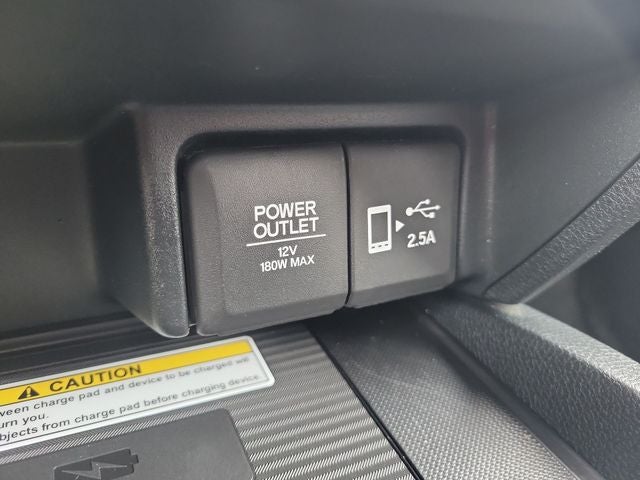 POWER
OUTLET
12V
180W MAX
2.5A
CAUTION
ween charge pad and device to be charged will
urn you.
bjects from charge pad before charging device.